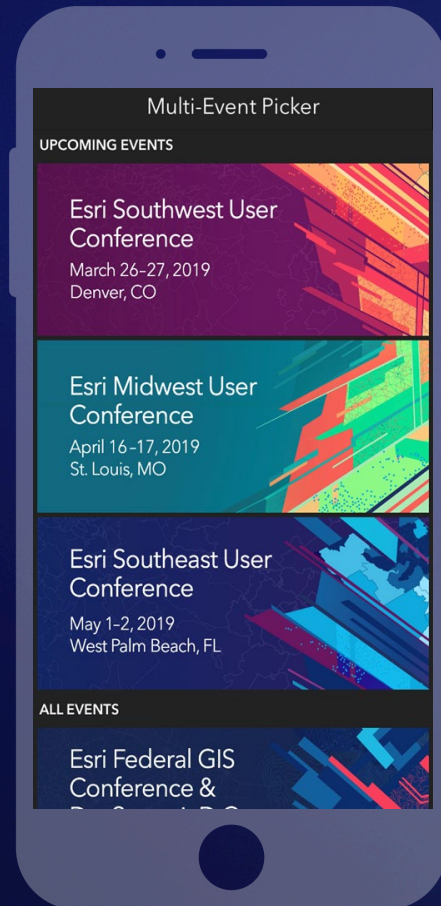 Multi-Event Picker
UPCOMING EVENTS
Esri Southwest User
Conference
March 26–27, 2019
Denver, CO
Esri Midwest User
Conference
April 16–17, 2019
St. Louis, MO
Esri Southeast User
Conference
May 1–2, 2019
West Palm Beach, FL
ALL EVENTS
Esri Federal GIS
Conference &